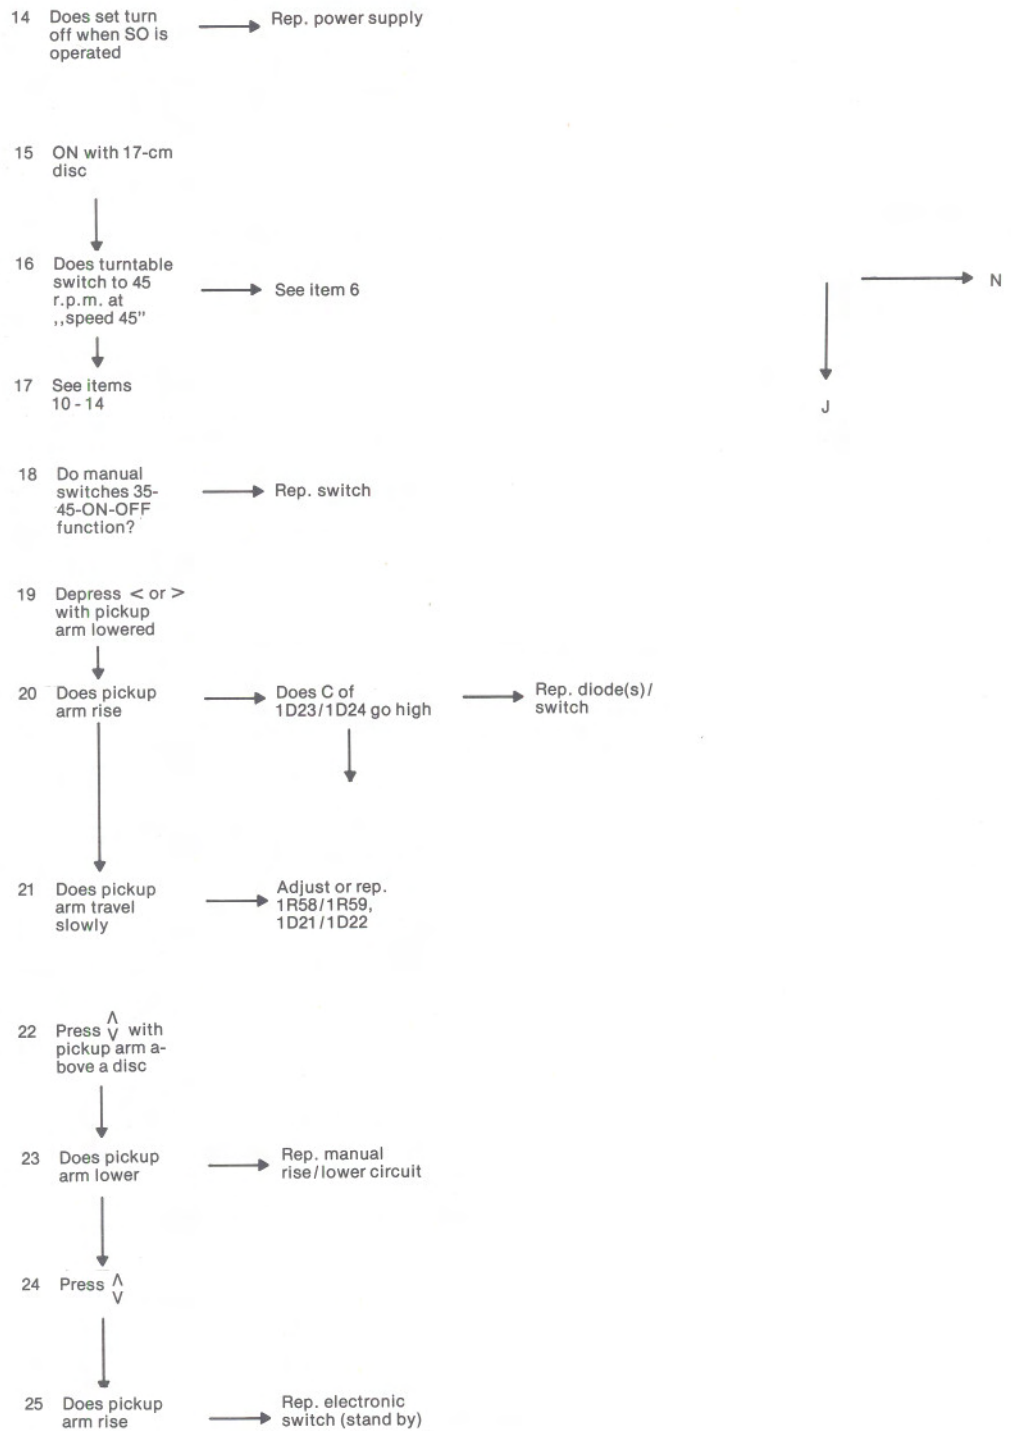 14 Does set turn
off when SO is
operated
Rep. power supply
15 ON with 17-cm
disc
16 Does turntable
switch to 45
r.p.m. at
,,speed 45”
See item 6
N
J
17 See items
10 - 14
18 Do manual
switches 35-
45-ON-OFF
function?
Rep. switch
19 Depress < or >
with pickup
arm lowered
20 Does pickup
arm rise
Does C of
1D23/1D24 go high
Rep. diode(s)/
switch
21 Does pickup
arm travel
slowly
Adjust or rep.
1R58/1R59,
1D21/1D22
22 Press ∧∨ with
pickup arm a-
bove a disc
23 Does pickup
arm lower
Rep. manual
rise/lower circuit
24 Press ∧∨
25 Does pickup
arm rise
Rep. electronic
switch (stand by)